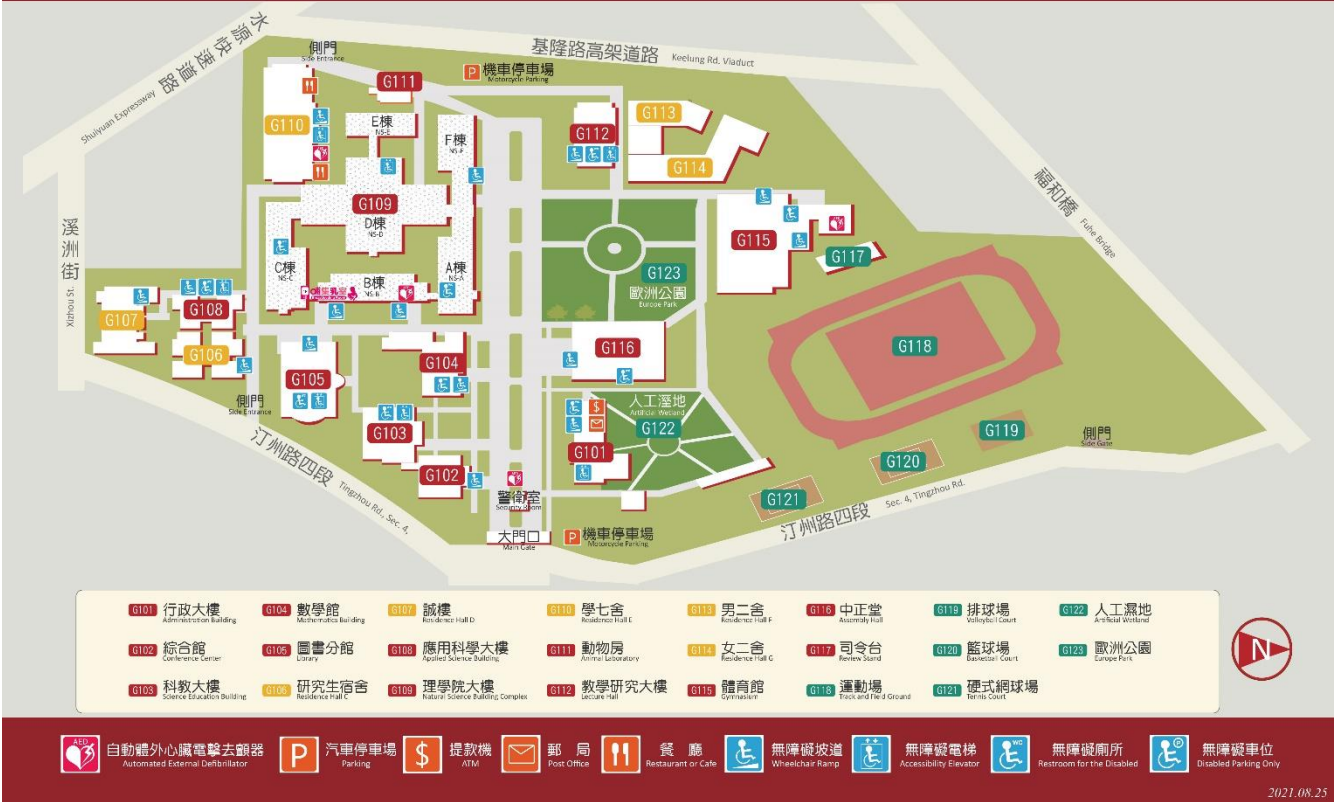 水源快速道路
Shuiyuan Expressway
側門
Side Entrance
基隆路高架道路 Keelung Rd. Viaduct
P 機車停車場
Motorcycle Parking
G111
G110
E棟
NS-E
F棟
NS-F
G112
G113
G114
福和橋
Fuhe Bridge
溪洲街
Xizhou St.
G109
D棟
NS-D
C棟
NS-C
B棟
NS-B
A棟
NS-A
G115
G117
G123
歐洲公園
Europe Park
G107
G108
G106
G105
G104
G116
G118
側門
Side Entrance
人工溼地
Artificial Wetland
G122
G103
G102
G101
$
G119
G120
G121
側門
Side Gate
汀州路四段 Tingzhou Rd., Sec. 4,
警衛室
Security Room
大門口
Main Gate
P 機車停車場
Motorcycle Parking
汀州路四段 Sec. 4, Tingzhou Rd.
G101 行政大樓
Administration Building
G104 數學館
Mathematics Building
G107 誠樓
Residence Hall D
G110 學七舍
Residence Hall E
G113 男二舍
Residence Hall F
G116 中正堂
Assembly Hall
G119 排球場
Volleyball Court
G122 人工濕地
Artificial Wetland
G102 綜合館
Conference Center
G105 圖書分館
Library
G108 應用科學大樓
Applied Science Building
G111 動物房
Animal Laboratory
G114 女二舍
Residence Hall G
G117 司令台
Review Stand
G120 籃球場
Basketball Court
G123 歐洲公園
Europe Park
G103 科教大樓
Science Education Building
G106 研究生宿舍
Residence Hall C
G109 理學院大樓
Natural Science Building Complex
G112 教學研究大樓
Lecture Hall
G115 體育館
Gymnasium
G118 運動場
Track and Field Ground
G121 硬式網球場
Tennis Court
N
AED 自動體外心臟電擊去顫器
Automated External Defibrillator
P 汽車停車場
Parking
$ 提款機
ATM
郵局
Post Office
餐廳
Restaurant or Cafe
無障礙坡道
Wheelchair Ramp
無障礙電梯
Accessibility Elevator
WC 無障礙廁所
Restroom for the Disabled
P 無障礙車位
Disabled Parking Only
2021.08.25